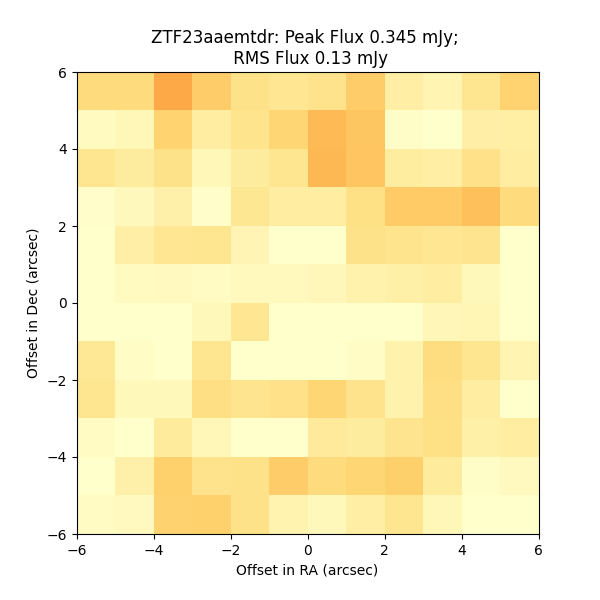 ZTF23aaemtdr: Peak Flux 0.345 mJy;
RMS Flux 0.13 mJy
6
4
2
0
−2
−4
−6
Offset in Dec (arcsec)
−6 −4 −2 0 2 4 6
Offset in RA (arcsec)